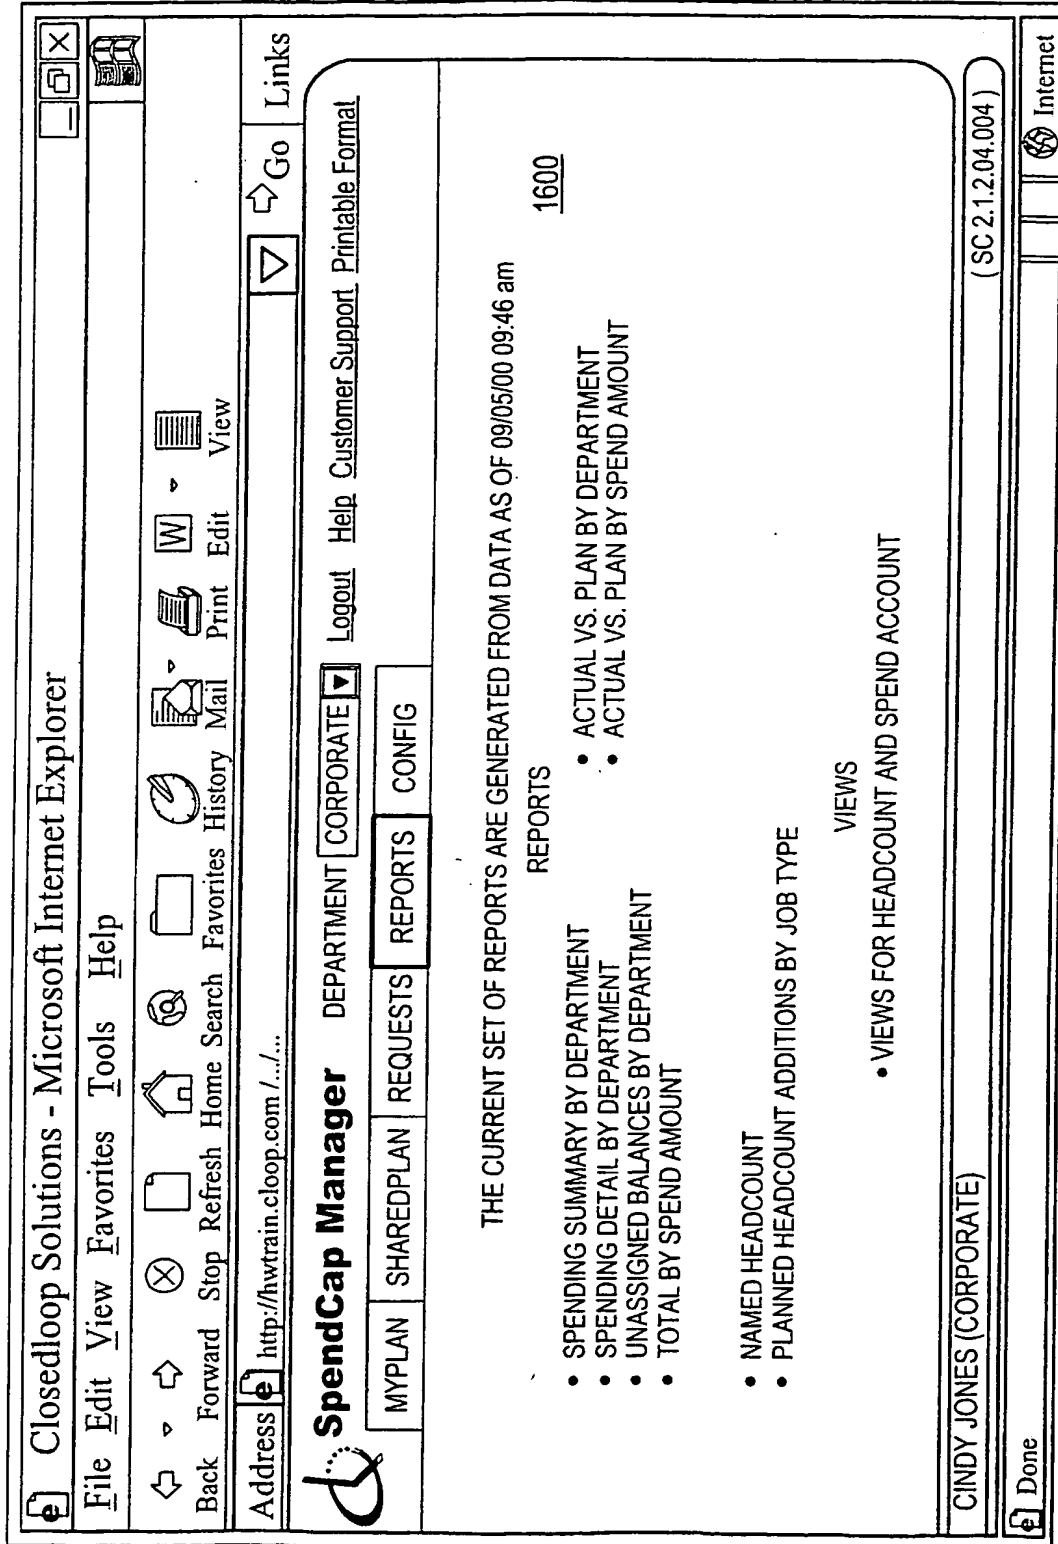 Closedloop Solutions - Microsoft Internet Explorer
File Edit View Favorites Tools Help
Back Forward Stop Refresh Home Search Favorites History Mail Print Edit View
Address http://hwtrain.cloop.com /../... Go Links
SpendCap Manager DEPARTMENT CORPORATE Logout Help Customer Support Printable Format
MYPLAN SHAREDPLAN REQUESTS REPORTS CONFIG
THE CURRENT SET OF REPORTS ARE GENERATED FROM DATA AS OF 09/05/00 09:46 am
REPORTS
1600
• SPENDING SUMMARY BY DEPARTMENT
• SPENDING DETAIL BY DEPARTMENT
• UNASSIGNED BALANCES BY DEPARTMENT
• TOTAL BY SPEND AMOUNT
• ACTUAL VS. PLAN BY DEPARTMENT
• ACTUAL VS. PLAN BY SPEND AMOUNT
• NAMED HEADCOUNT
• PLANNED HEADCOUNT ADDITIONS BY JOB TYPE
VIEWS
• VIEWS FOR HEADCOUNT AND SPEND ACCOUNT
CINDY JONES (CORPORATE) (SC 2.1.2.04.004)
Done Internet